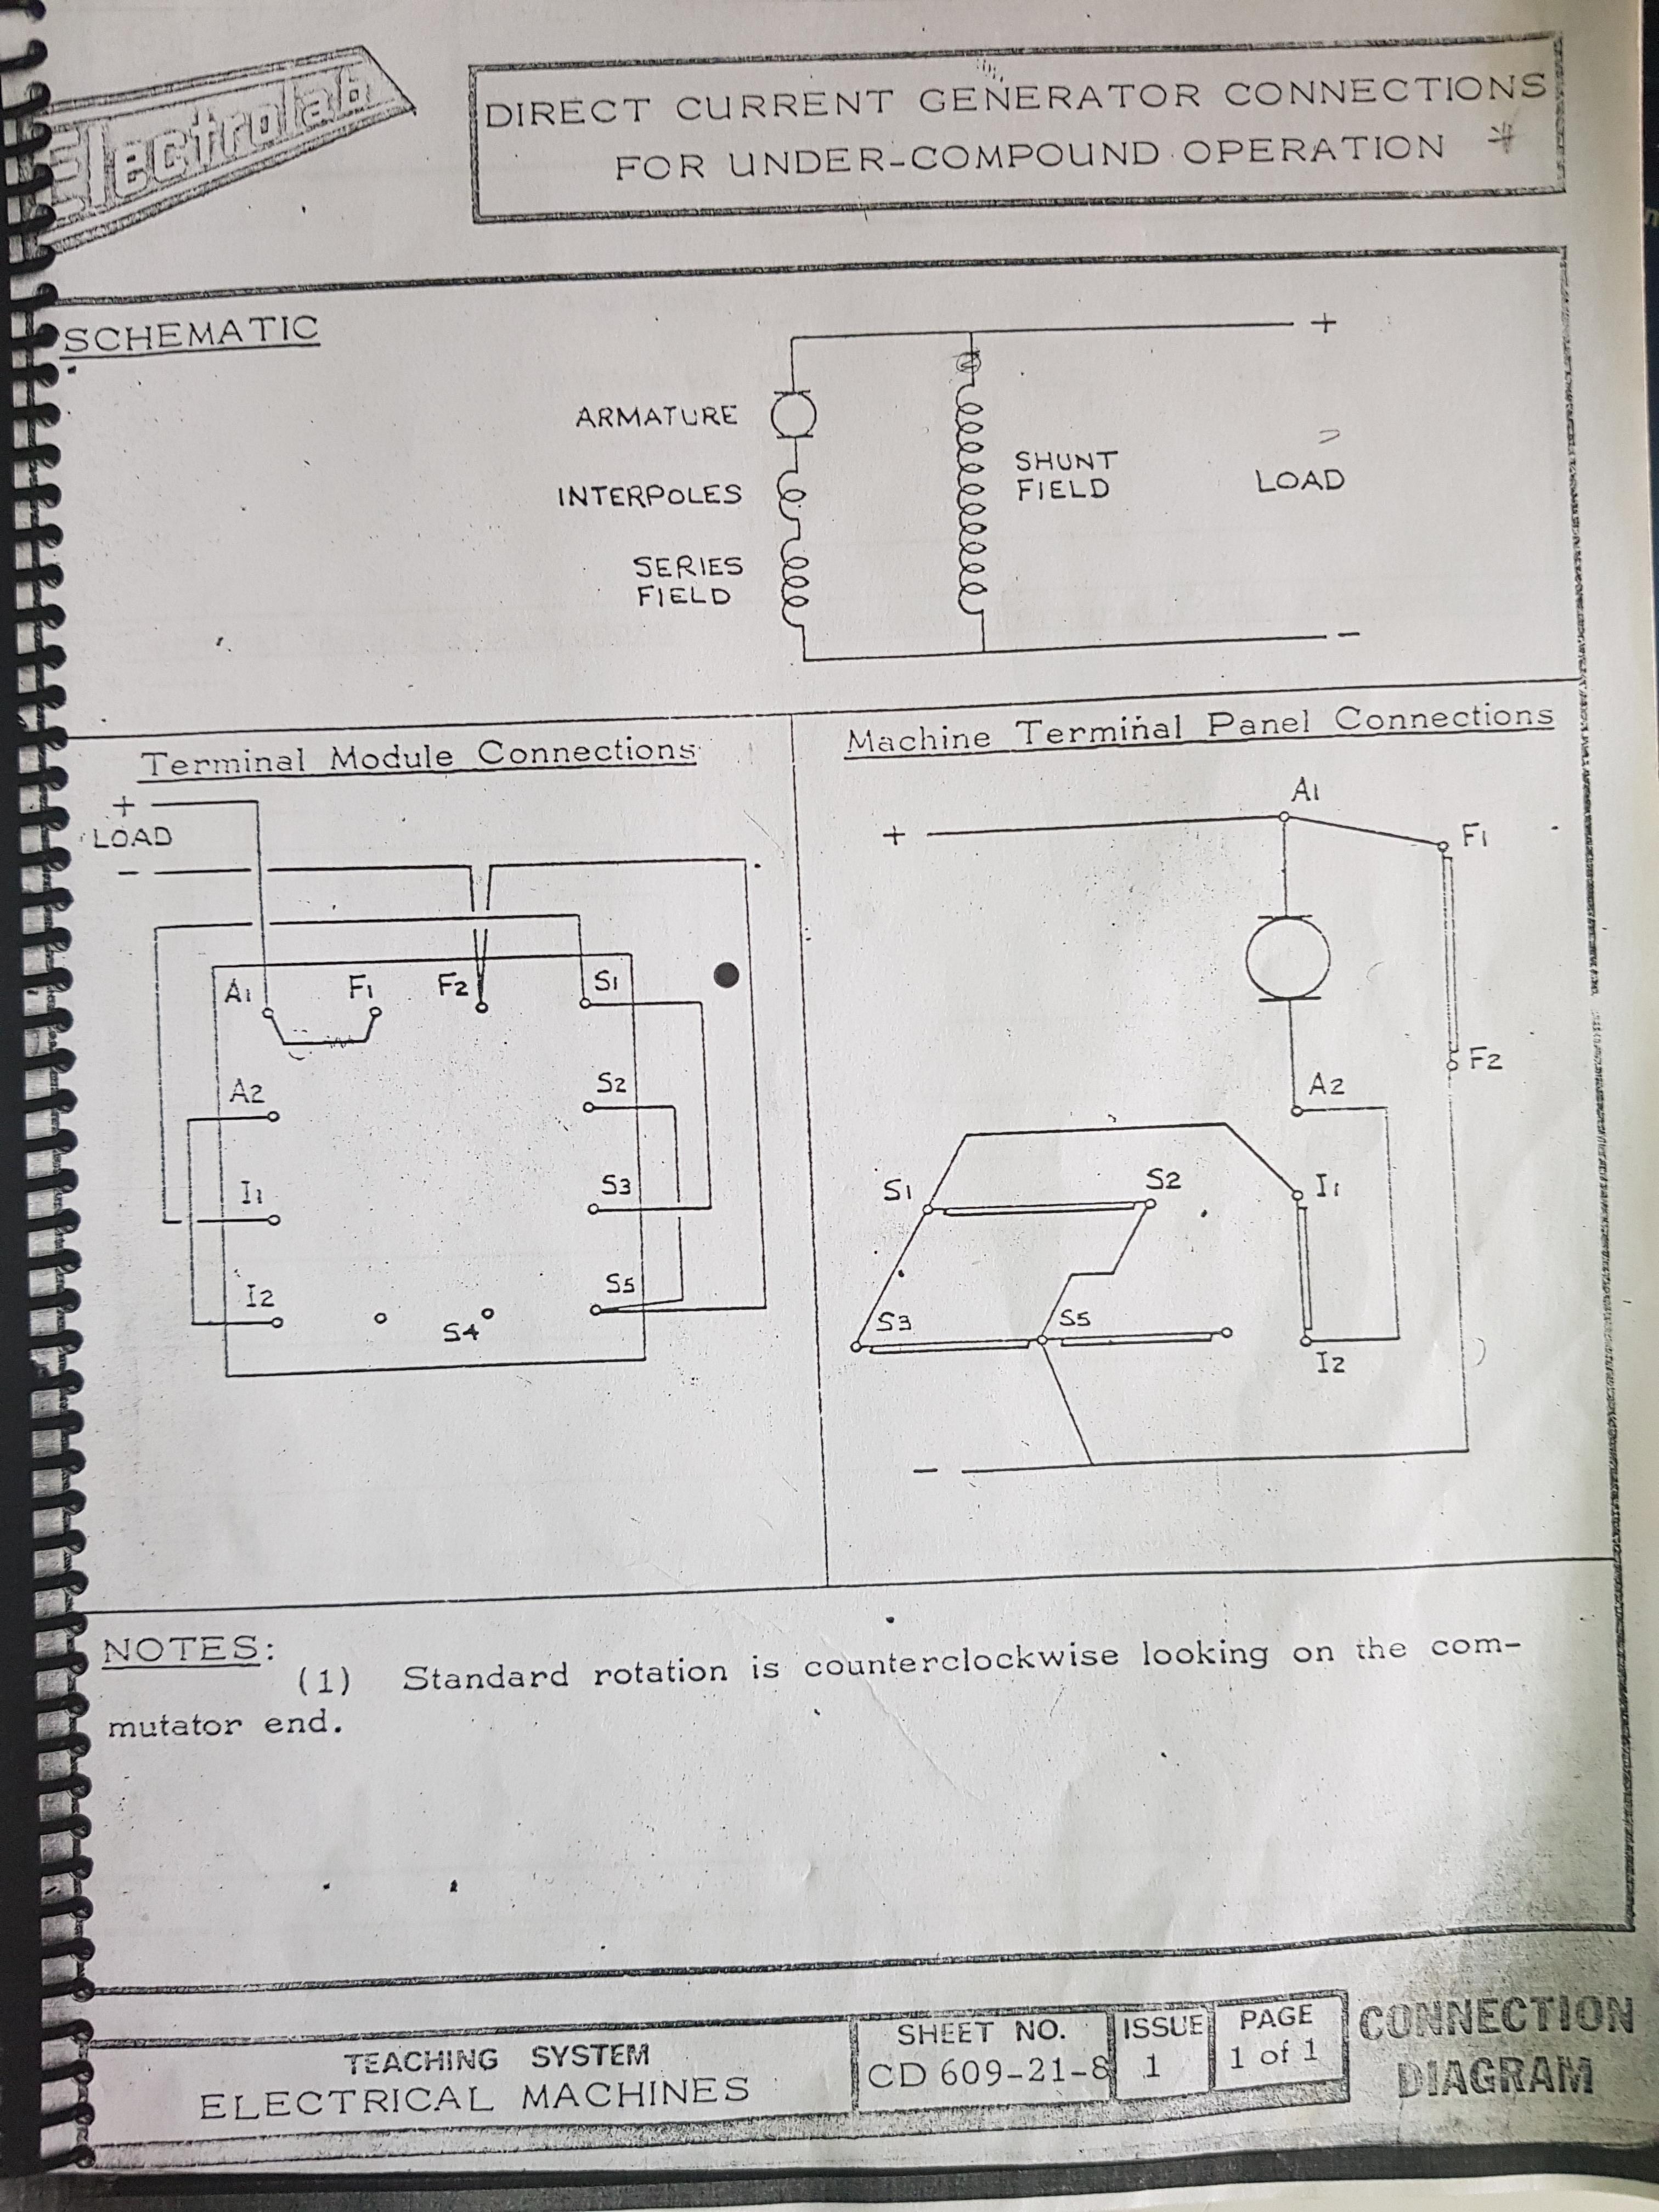 Electrolab
DIRECT CURRENT GENERATOR CONNECTIONS
FOR UNDER-COMPOUND OPERATION *
SCHEMATIC
+
ARMATURE
INTERPOLES
SERIES
FIELD
SHUNT
FIELD
LOAD
−
Terminal Module Connections
+
LOAD
−
A1
F1
F2
S1
A2
S2
I1
S3
I2
S4
S5
Machine Terminal Panel Connections
A1
+
F1
F2
A2
S1
S2
I1
S3
S5
I2
−
NOTES:
(1) Standard rotation is counterclockwise looking on the com-
mutator end.
TEACHING SYSTEM
ELECTRICAL MACHINES
SHEET NO.
CD 609-21-8
ISSUE
1
PAGE
1 of 1
CONNECTION
DIAGRAM